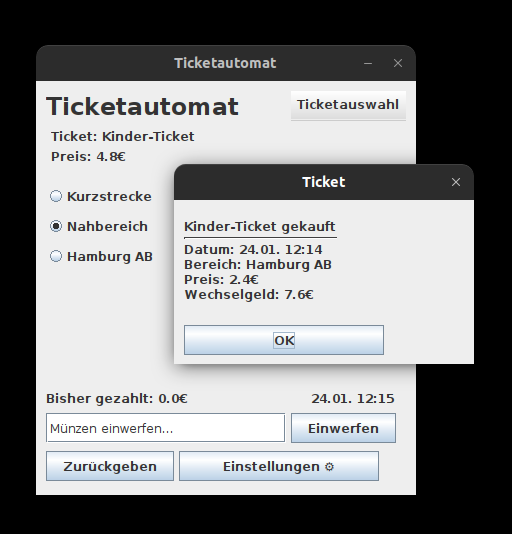 Ticketautomat
Ticketautomat
Ticketauswahl
Ticket: Kinder-Ticket
Preis: 4.8€
Kurzstrecke
Nahbereich
Hamburg AB
Ticket
Kinder-Ticket gekauft
Datum: 24.01. 12:14
Bereich: Hamburg AB
Preis: 2.4€
Wechselgeld: 7.6€
OK
Bisher gezahlt: 0.0€
24.01. 12:15
Münzen einwerfen...
Einwerfen
Zurückgeben
Einstellungen ⚙